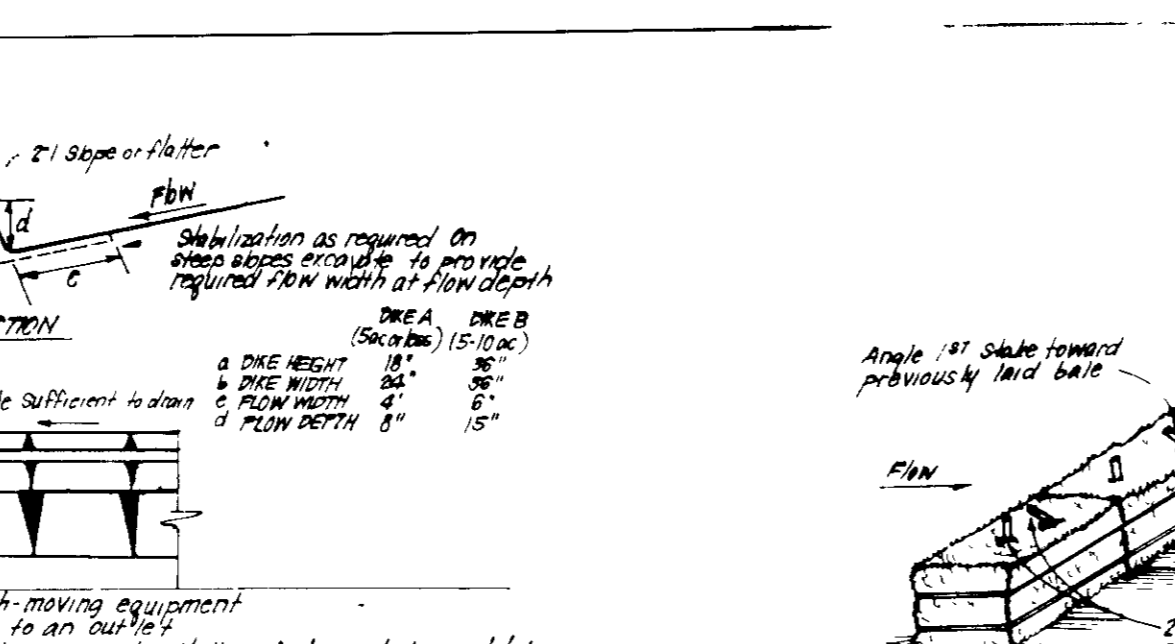 2:1 slope or flatter
Flow
d
Stabilization as required On
steep slopes excavate to provide
required flow width at flow depth
e
CTION
DIKE A DIKE B
(5ac or less) (5-10 ac)
a DIKE HEIGHT 18" 36"
b DIKE WIDTH 24" 36"
c FLOW WIDTH 4' 6'
d FLOW DEPTH 8" 15"
e Sufficient to drain
h-moving equipment
to an outlet
Angle 1ST stake toward
previously laid bale
Flow